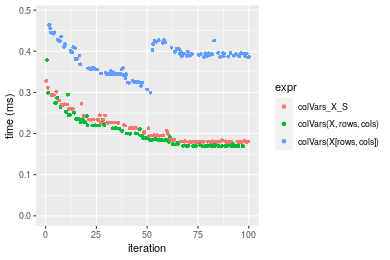 0.5
0.4
0.3
0.2
0.1
0.0
time (ms)
0
25
50
75
100
iteration
expr
colVars_X_S
colVars(X, rows, cols)
colVars(X[rows, cols])